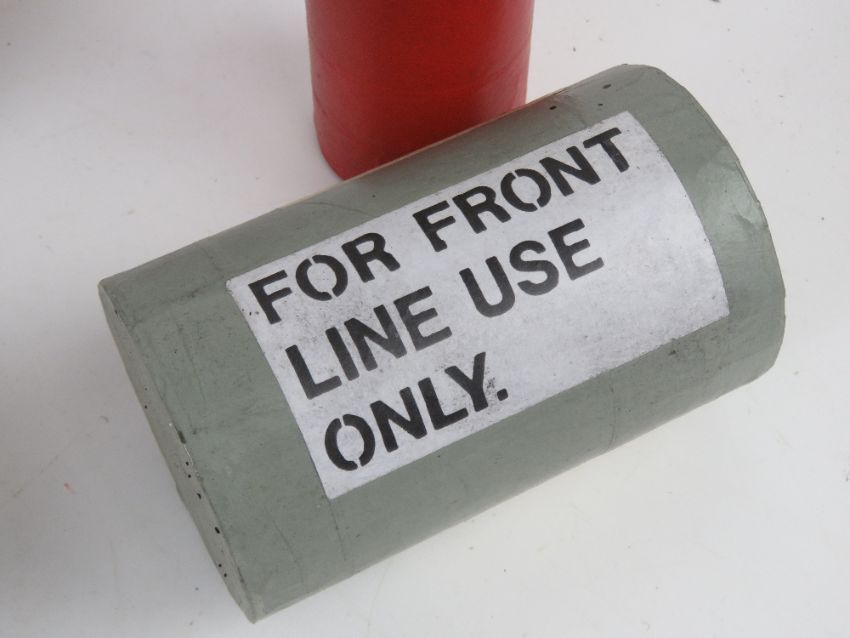 FOR FRONT
LINE USE
ONLY.